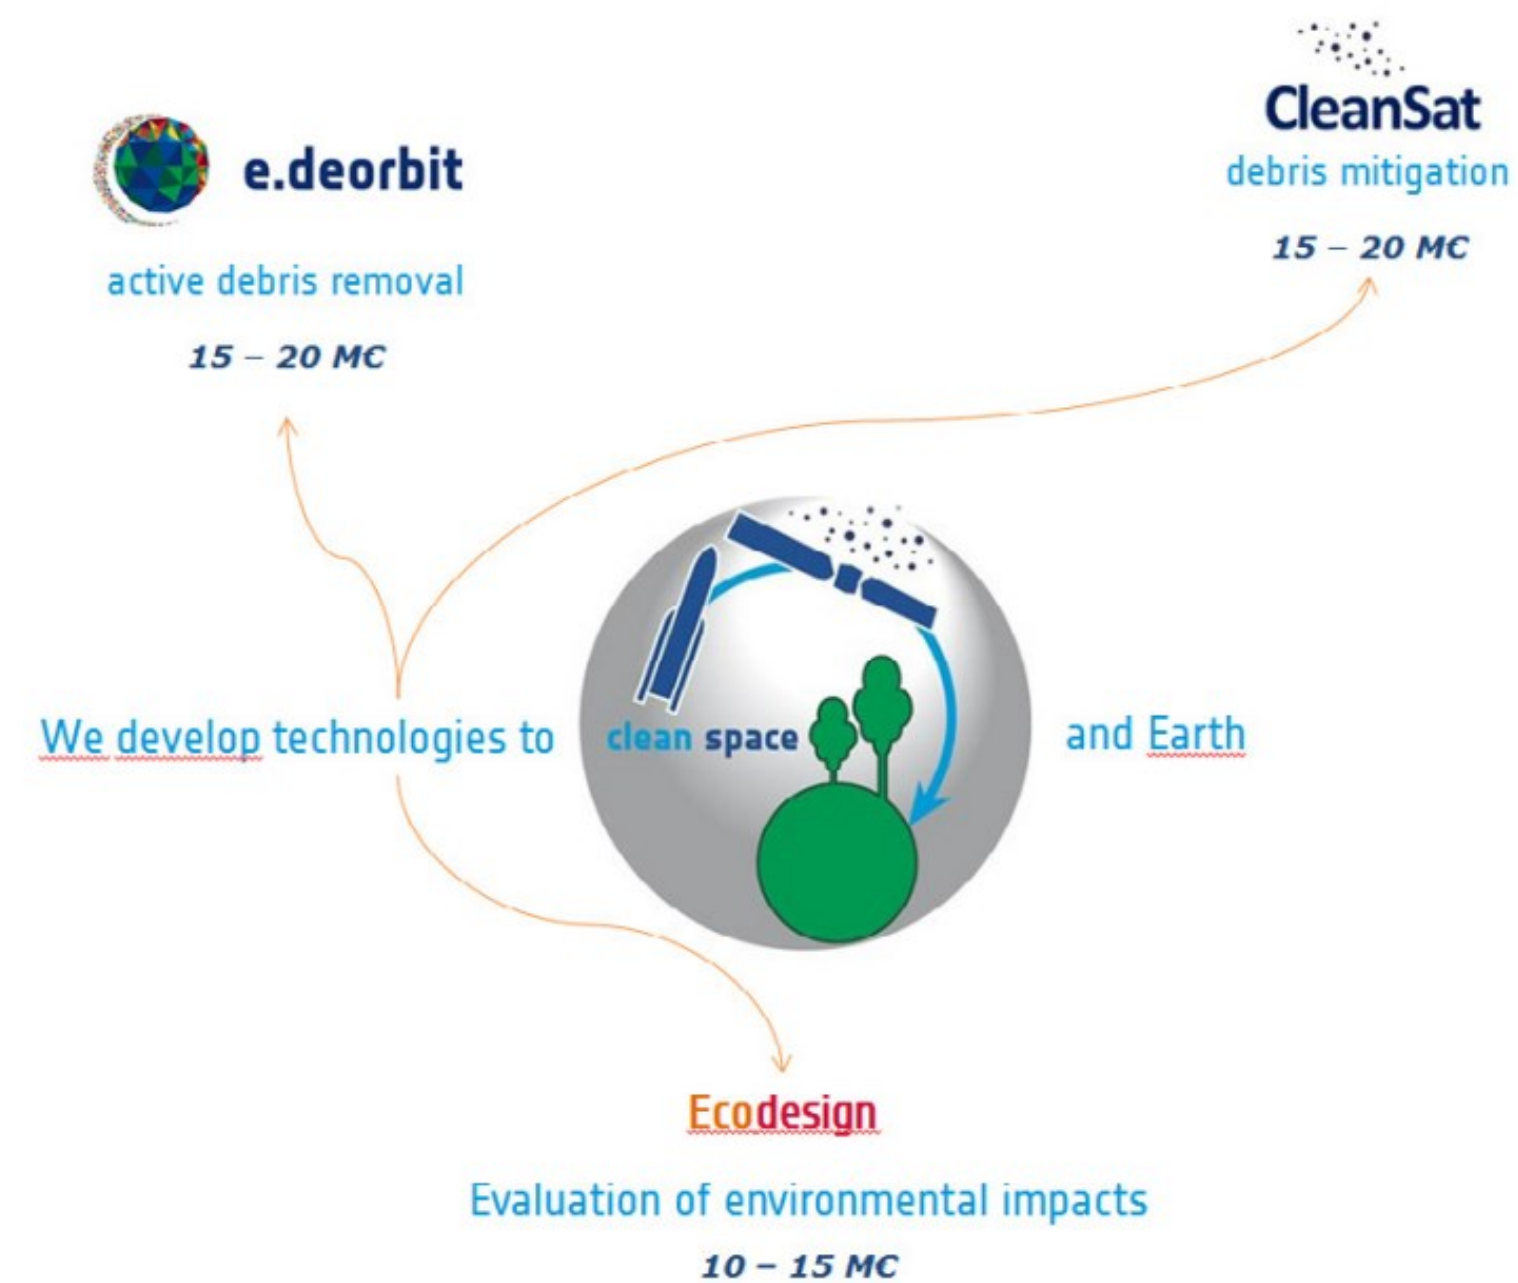 CleanSat
debris mitigation
15 – 20 M€
e.deorbit
active debris removal
15 – 20 M€
We develop technologies to clean space and Earth
Ecodesign
Evaluation of environmental impacts
10 – 15 M€